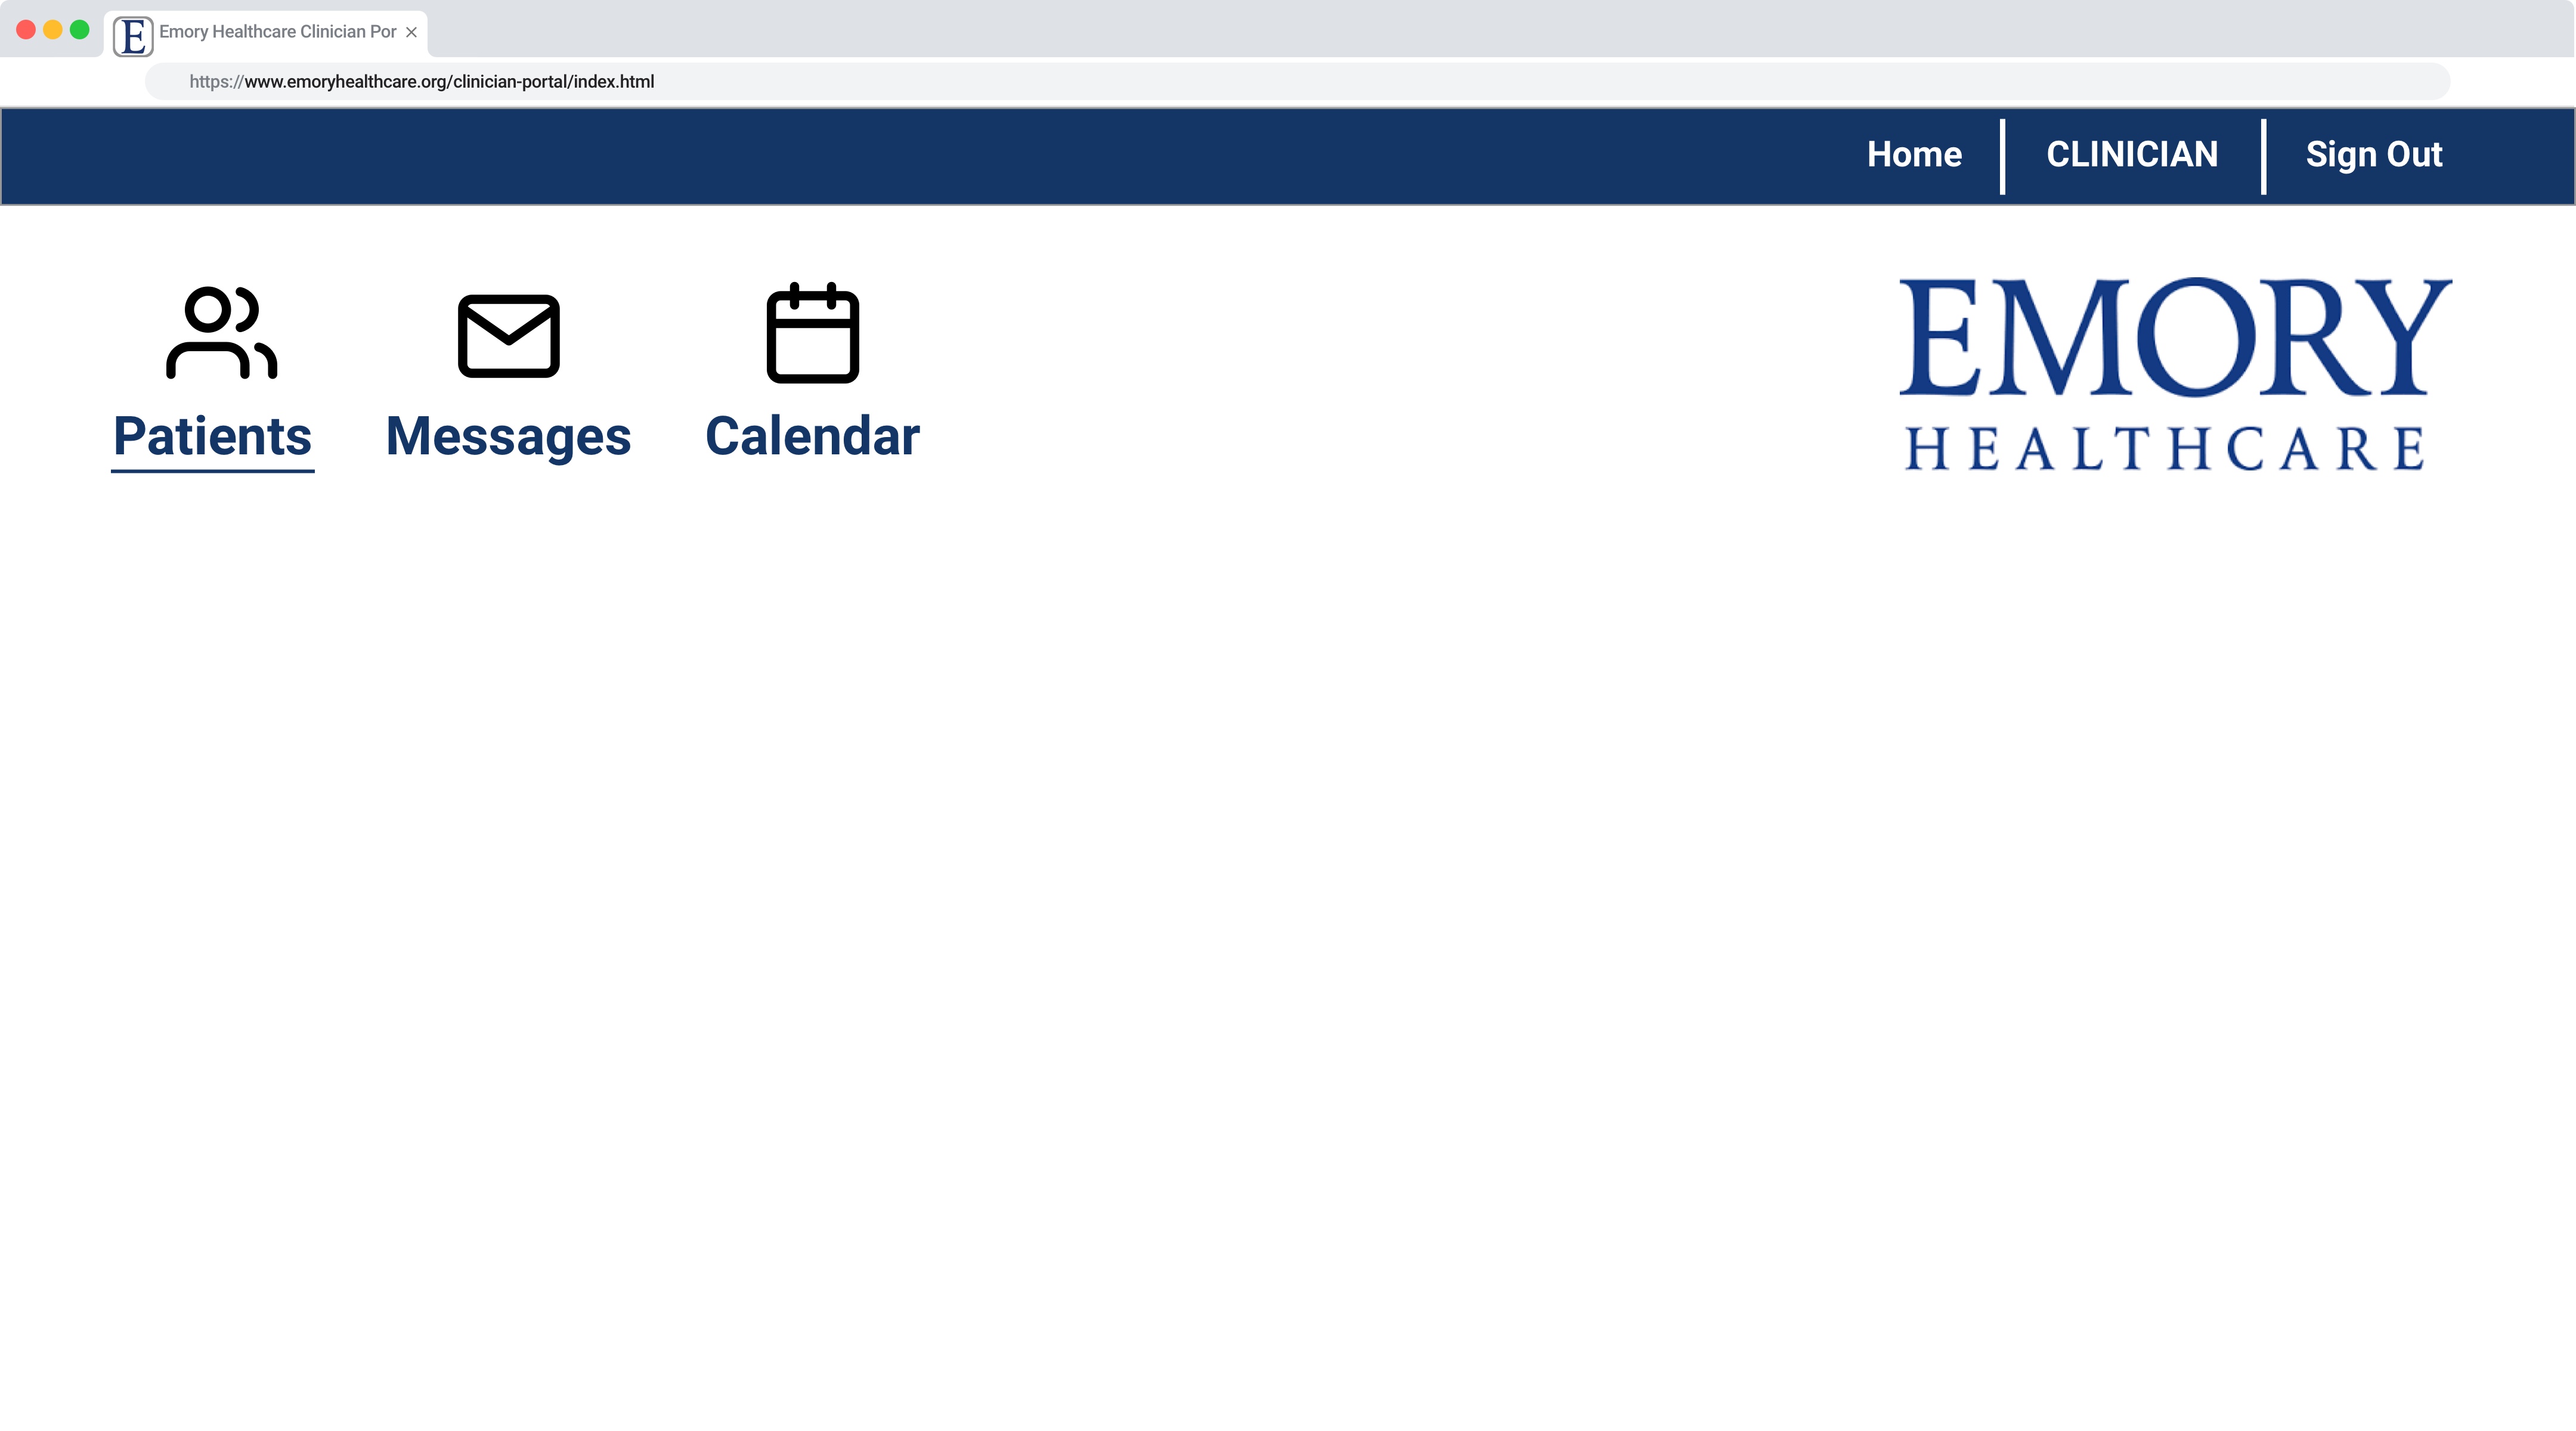 E Emory Healthcare Clinician Por
https://www.emoryhealthcare.org/clinician-portal/index.html
Home CLINICIAN Sign Out
EMORY
HEALTHCARE
Patients Messages Calendar